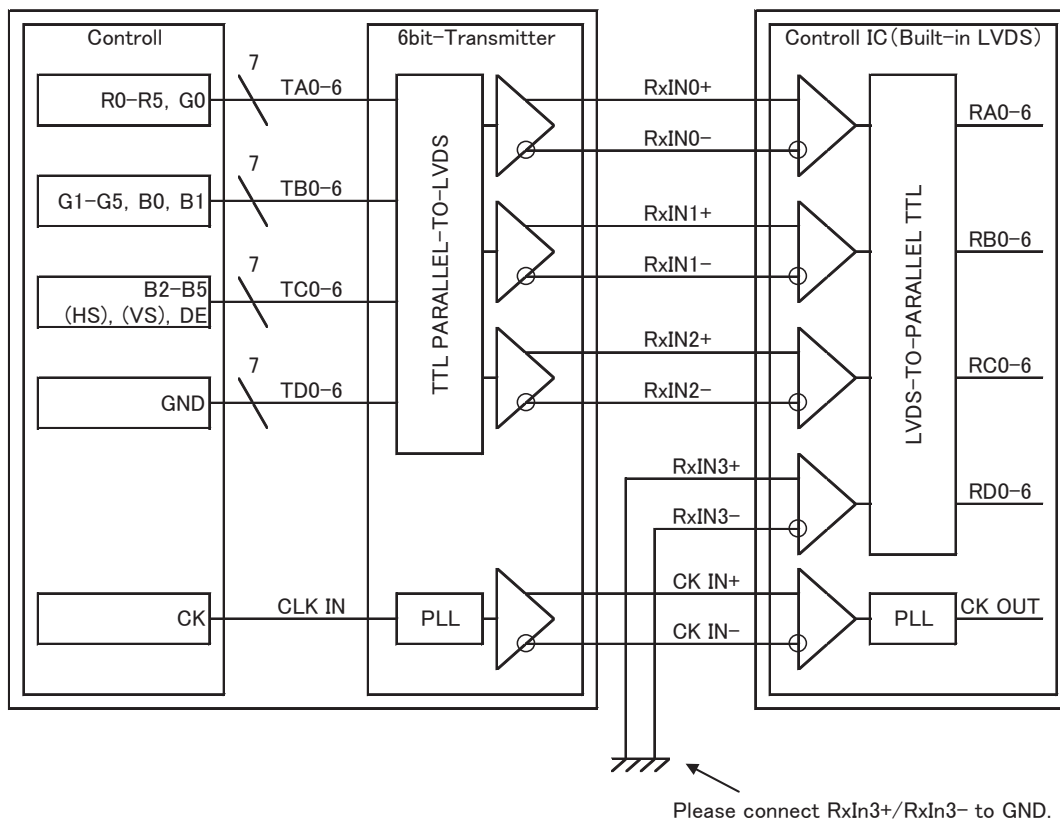 Controll
6bit-Transmitter
Controll IC(Built-in LVDS)
R0-R5, G0
7
TA0-6
RxIN0+
RxIN0-
RA0-6
G1-G5, B0, B1
7
TB0-6
RxIN1+
RxIN1-
RB0-6
B2-B5
(HS), (VS), DE
7
TC0-6
RxIN2+
RxIN2-
RC0-6
GND
7
TD0-6
TTL PARALLEL-TO-LVDS
LVDS-TO-PARALLEL TTL
RxIN3+
RxIN3-
RD0-6
CK
CLK IN
PLL
CK IN+
CK IN-
PLL
CK OUT
Please connect RxIn3+/RxIn3- to GND.